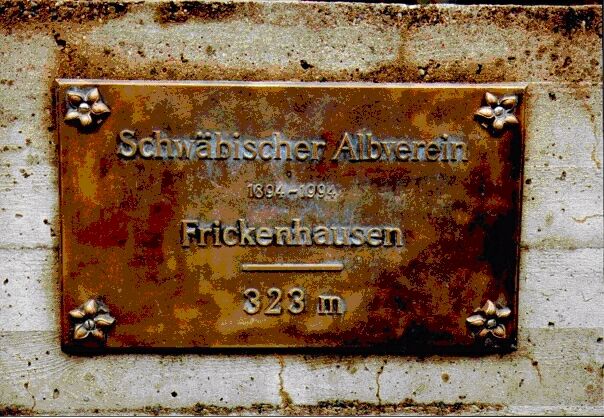 Schwäbischer Albverein
1894-1994
Frickenhausen
323 m